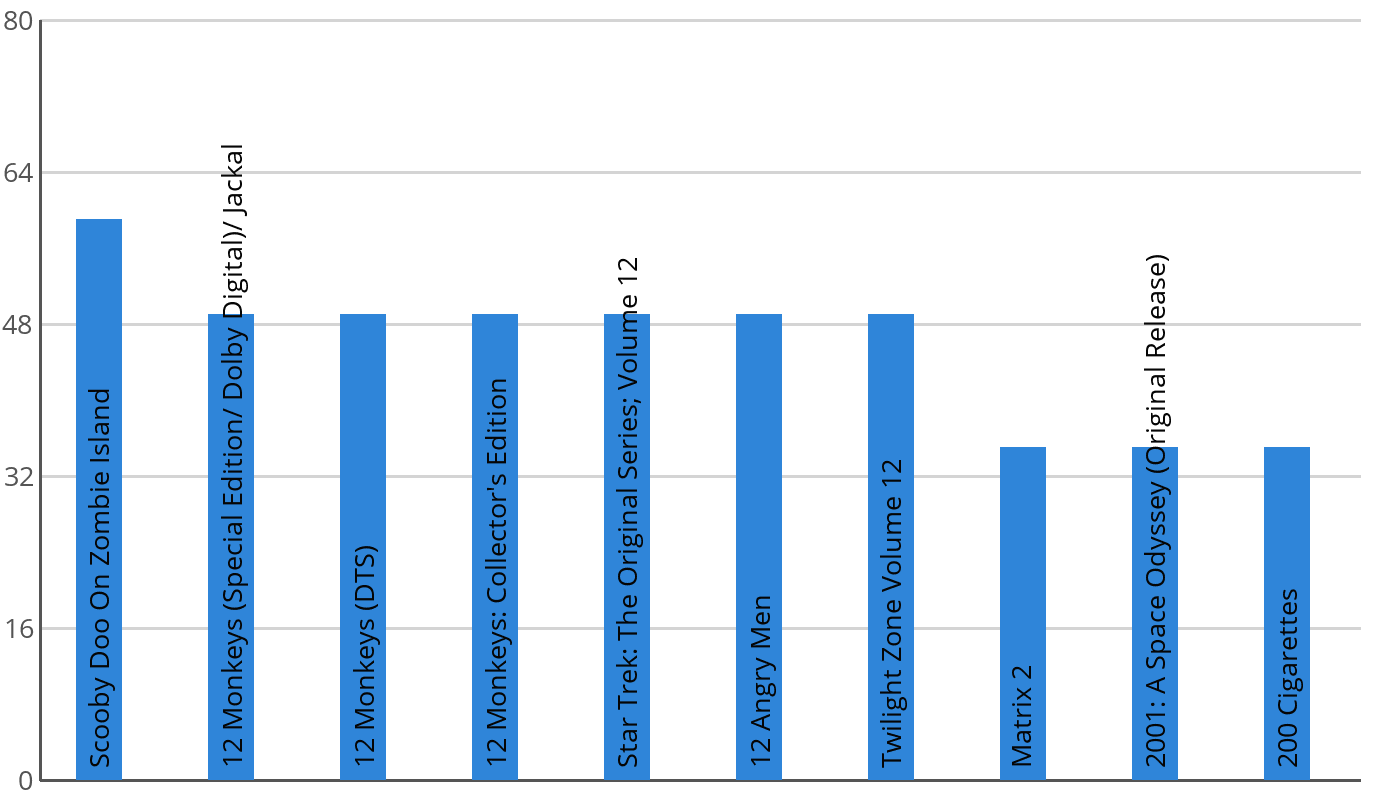 80
64
48
32
16
0
Scooby Doo On Zombie Island
12 Monkeys (Special Edition/ Dolby Digital)/ Jackal
12 Monkeys (DTS)
12 Monkeys: Collector's Edition
Star Trek: The Original Series; Volume 12
12 Angry Men
Twilight Zone Volume 12
Matrix 2
2001: A Space Odyssey (Original Release)
200 Cigarettes